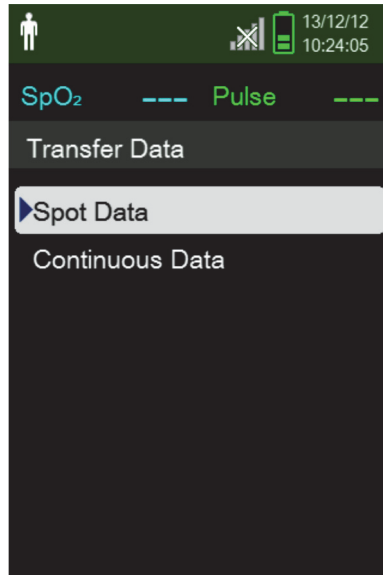 13/12/12
10:24:05
SpO₂ --- Pulse ---
Transfer Data
Spot Data
Continuous Data